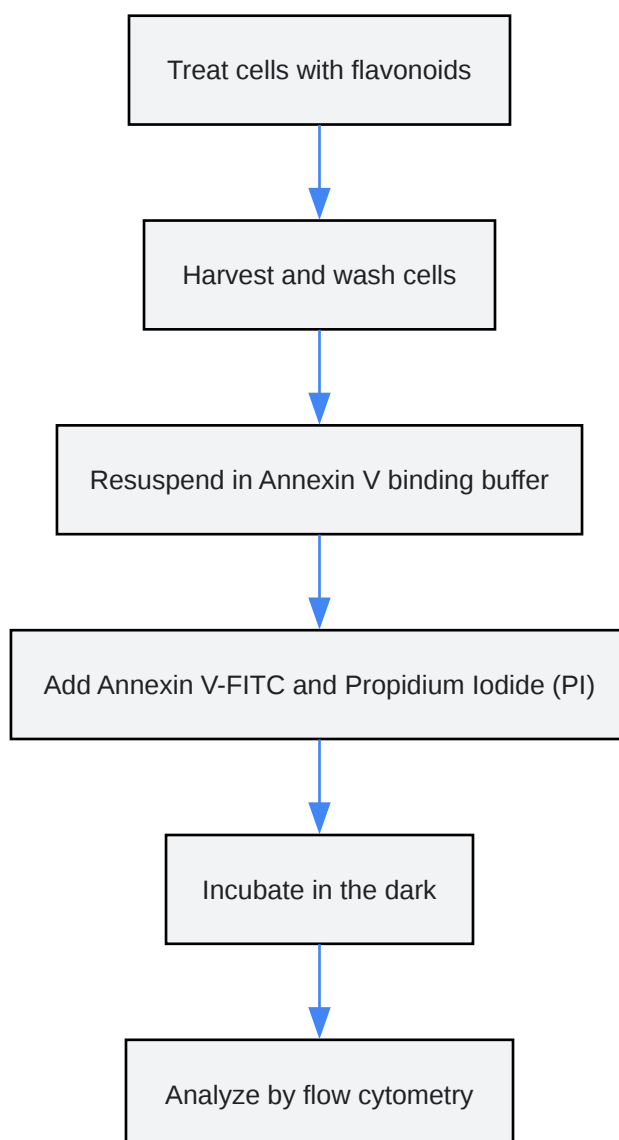 Treat cells with flavonoids
Harvest and wash cells
Resuspend in Annexin V binding buffer
Add Annexin V-FITC and Propidium Iodide (PI)
Incubate in the dark
Analyze by flow cytometry